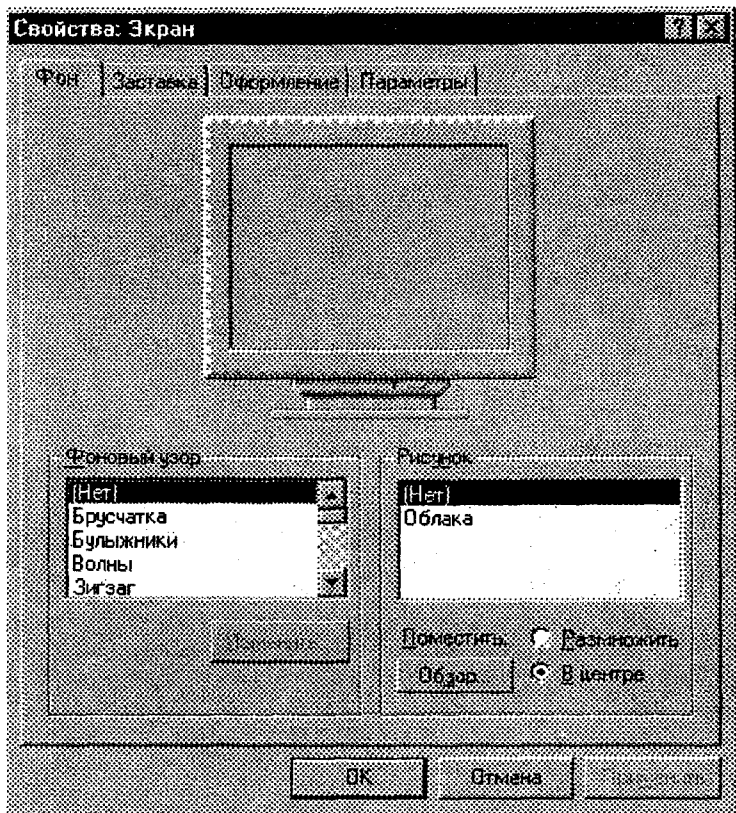 Свойства: Экран
Фон Заставка Оформление Параметры
Фоновый узор Рисунок
(Нет)
Брусчатка
Булыжники
Волны
Зигзаг
(Нет)
Облака
Поместить: Размножить
Обзор... В центре
ОК Отмена